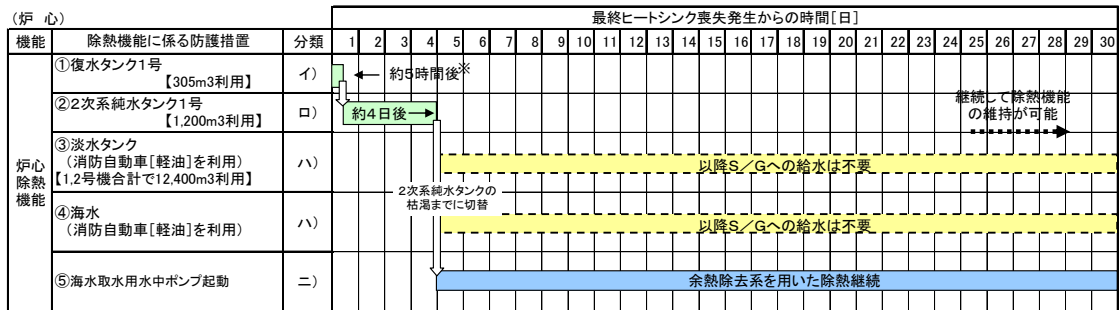 (炉 心)
最終ヒートシンク喪失発生からの時間[日]
機能 除熱機能に係る防護措置 分類 1 2 3 4 5 6 7 8 9 10 11 12 13 14 15 16 17 18 19 20 21 22 23 24 25 26 27 28 29 30
炉心
除熱
機能
①復水タンク1号
【305m3利用】
イ)
約5時間後※
②2次系純水タンク1号
【1,200m3利用】
ロ)
約4日後
継続して除熱機能
の維持が可能
③淡水タンク
(消防自動車[軽油]を利用)
【1,2号機合計で12,400m3利用】
ハ)
以降S/Gへの給水は不要
2次系純水タンクの
枯渇までに切替
④海水
(消防自動車[軽油]を利用)
ハ)
以降S/Gへの給水は不要
⑤海水取水用水中ポンプ起動
ニ)
余熱除去系を用いた除熱継続